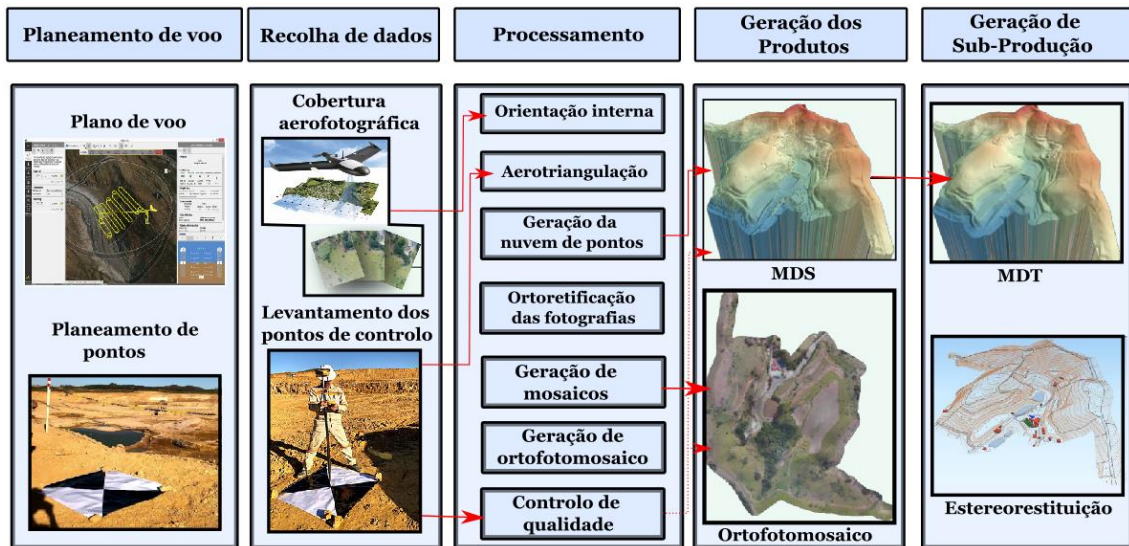 Planeamento de voo
Recolha de dados
Processamento
Geração dos
Produtos
Geração de
Sub-Produção
Plano de voo
Planeamento de
pontos
Cobertura
aerofotográfica
Levantamento dos
pontos de controlo
Orientação interna
Aerotriangulação
Geração da
nuvem de pontos
Ortoretificação
das fotografias
Geração de
mosaicos
Geração de
ortofotomosaico
Controlo de
qualidade
MDS
Ortofotomosaico
MDT
Estereorestituição